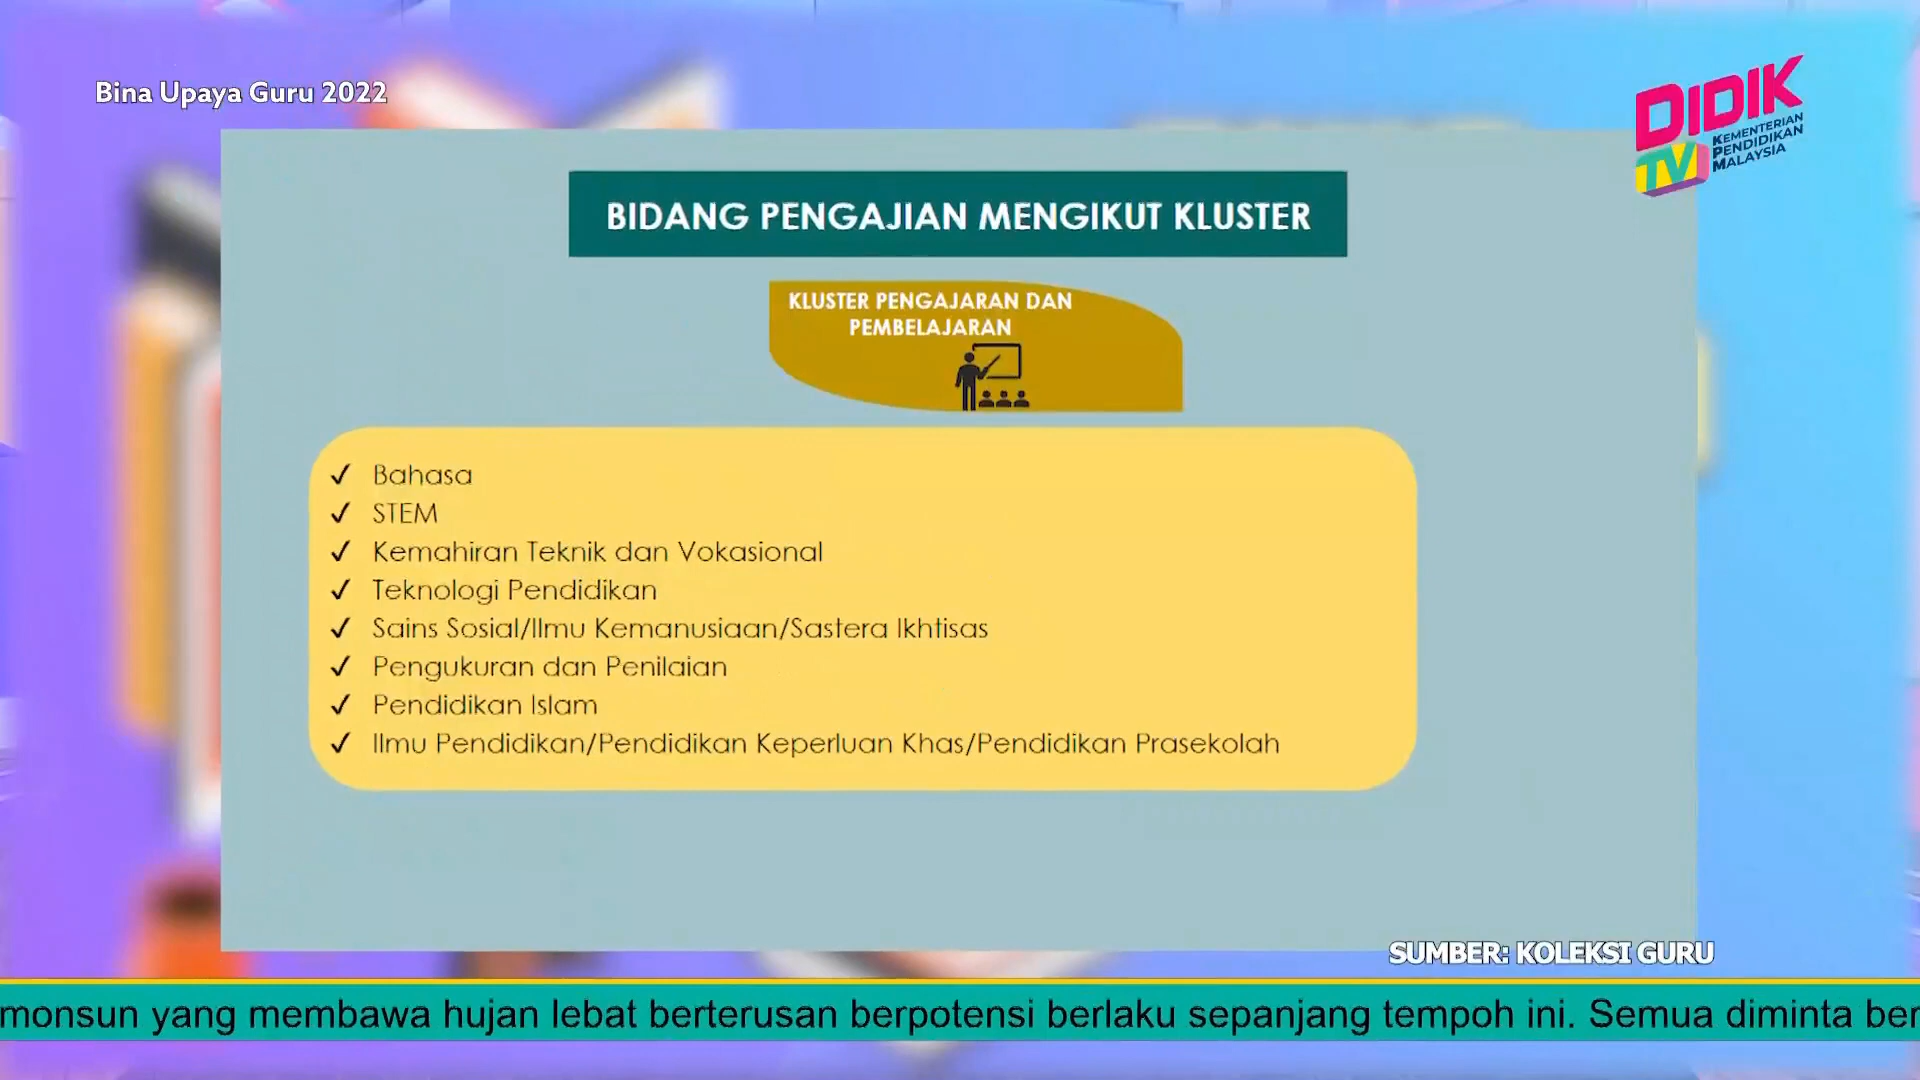 Bina Upaya Guru 2022
DIDIK
TV
KEMENTERIAN
PENDIDIKAN
MALAYSIA
BIDANG PENGAJIAN MENGIKUT KLUSTER
KLUSTER PENGAJARAN DAN
PEMBELAJARAN
✓ Bahasa
✓ STEM
✓ Kemahiran Teknik dan Vokasional
✓ Teknologi Pendidikan
✓ Sains Sosial/Ilmu Kemanusiaan/Sastera Ikhtisas
✓ Pengukuran dan Penilaian
✓ Pendidikan Islam
✓ Ilmu Pendidikan/Pendidikan Keperluan Khas/Pendidikan Prasekolah
SUMBER: KOLEKSI GURU
monsun yang membawa hujan lebat berterusan berpotensi berlaku sepanjang tempoh ini. Semua diminta ber